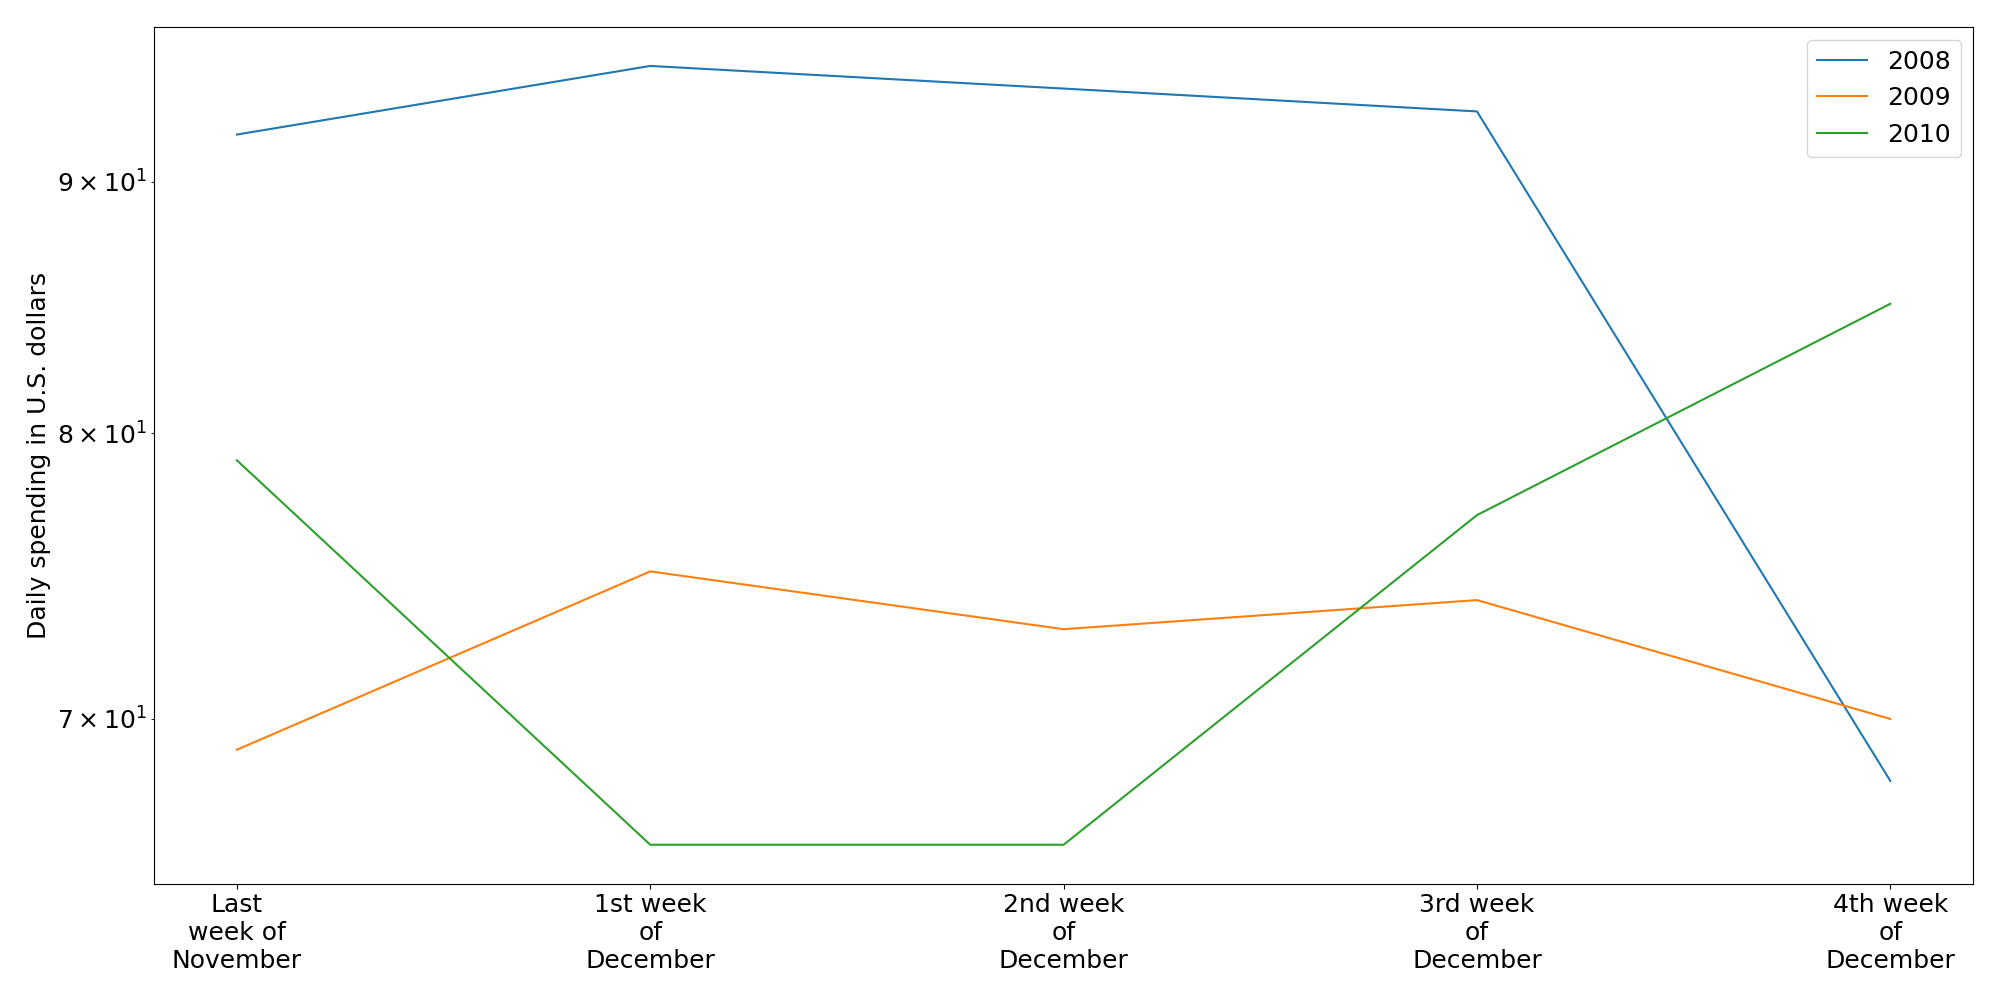 2008
2009
2010
Daily spending in U.S. dollars
9 × 10¹
8 × 10¹
7 × 10¹
Last
week of
November
1st week
of
December
2nd week
of
December
3rd week
of
December
4th week
of
December